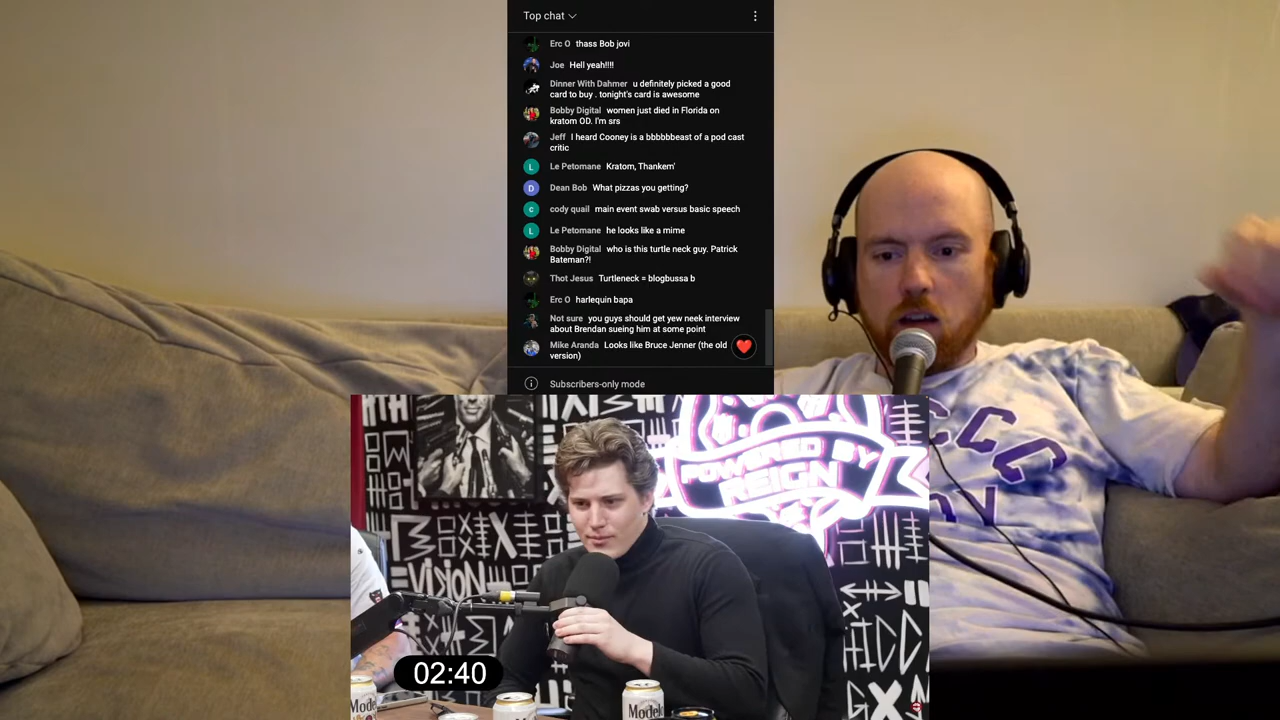 Top chat
Erc O thass Bob jovi
Joe Hell yeah!!!!
Dinner With Dahmer u definitely picked a good
card to buy . tonight's card is awesome
Bobby Digital women just died in Florida on
kratom OD. I'm srs
Jeff I heard Cooney is a bbbbbbeast of a pod cast
critic
L Le Petomane Kratom, Thankem'
D Dean Bob What pizzas you getting?
c cody quail main event swab versus basic speech
L Le Petomane he looks like a mime
Bobby Digital who is this turtle neck guy. Patrick
Bateman?!
Thot Jesus Turtleneck = blogbussa b
Erc O harlequin bapa
Not sure you guys should get yew neek interview
about Brendan sueing him at some point
Mike Aranda Looks like Bruce Jenner (the old
version)
Subscribers-only mode
POWERED BY
REIGN
CCC
02:40
Modelo